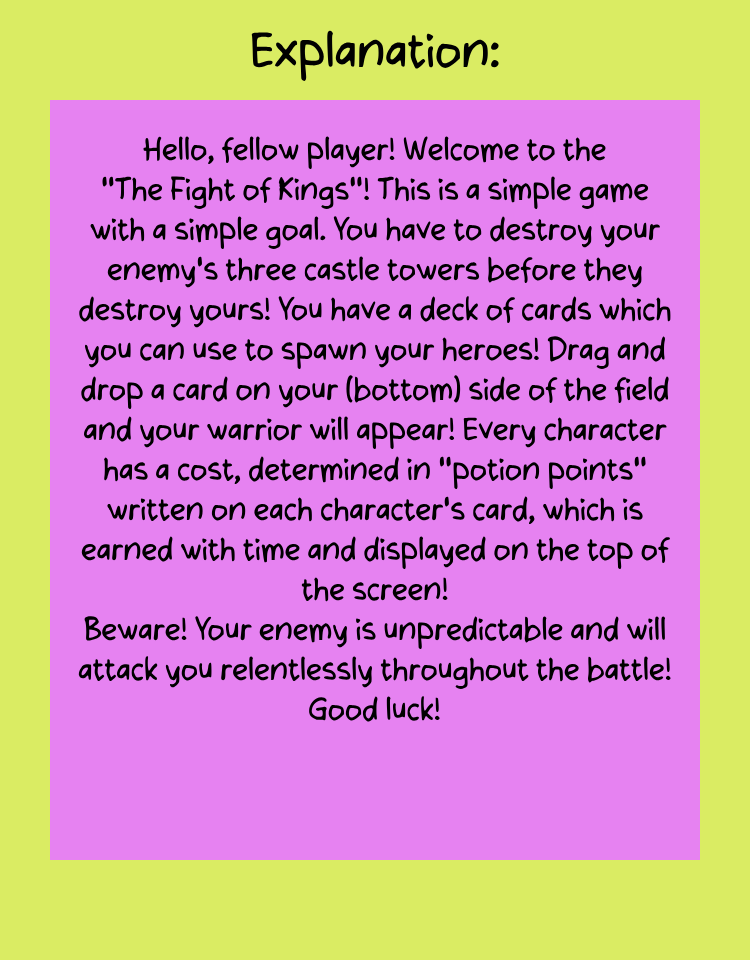 Explanation:
Hello, fellow player! Welcome to the
"The Fight of Kings"! This is a simple game
with a simple goal. You have to destroy your
enemy's three castle towers before they
destroy yours! You have a deck of cards which
you can use to spawn your heroes! Drag and
drop a card on your (bottom) side of the field
and your warrior will appear! Every character
has a cost, determined in "potion points"
written on each character's card, which is
earned with time and displayed on the top of
the screen!
Beware! Your enemy is unpredictable and will
attack you relentlessly throughout the battle!
Good luck!